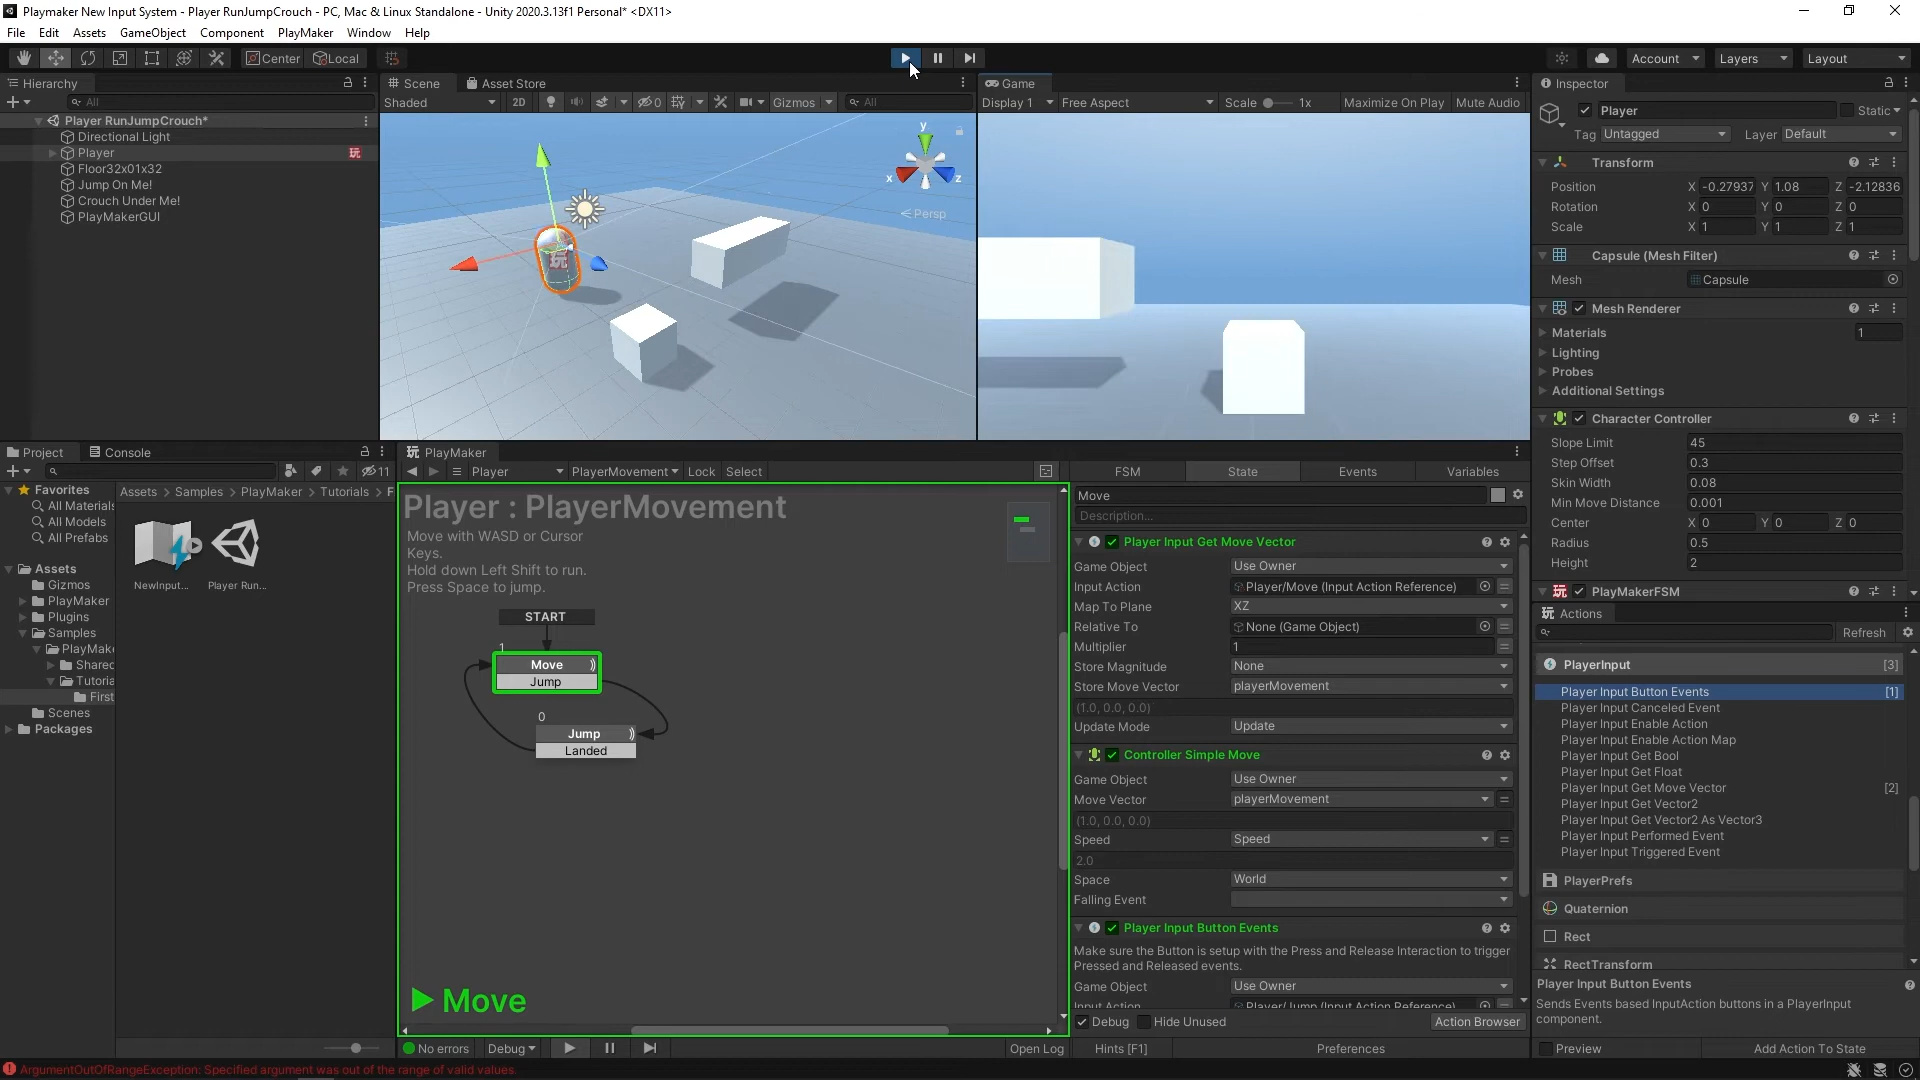 Playmaker New Input System - Player RunJumpCrouch - PC, Mac & Linux Standalone - Unity 2020.3.13f1 Personal* <DX11>
File Edit Assets GameObject Component PlayMaker Window Help
Center Local Account Layers Layout
Hierarchy
All
Player RunJumpCrouch*
Directional Light
Player
Floor32x01x32
Jump On Me!
Crouch Under Me!
PlayMakerGUI
Scene Asset Store
Shaded 2D 0 Gizmos All
y
x z
Persp
玩
Game
Display 1 Free Aspect Scale 1x Maximize On Play Mute Audio
Inspector
Player Static
Tag Untagged Layer Default
Transform
Position X -0.27937 Y 1.08 Z -2.12836
Rotation X 0 Y 0 Z 0
Scale X 1 Y 1 Z 1
Capsule (Mesh Filter)
Mesh Capsule
Mesh Renderer
Materials 1
Lighting
Probes
Additional Settings
Character Controller
Slope Limit 45
Step Offset 0.3
Skin Width 0.08
Min Move Distance 0.001
Center X 0 Y 0 Z 0
Radius 0.5
Height 2
PlayMakerFSM
Project Console
11
Favorites
All Materials
All Models
All Prefabs
Assets
Gizmos
PlayMaker
Plugins
Samples
PlayMake
Shared
Tutoria
First
Scenes
Packages
Assets > Samples > PlayMaker > Tutorials > F
NewInput... Player Run...
PlayMaker
Player PlayerMovement Lock Select
Player : PlayerMovement
Move with WASD or Cursor
Keys.
Hold down Left Shift to run.
Press Space to jump.
START
1
Move
Jump
0
Jump
Landed
Move
No errors Debug Open Log
FSM State Events Variables
Move
Description...
Player Input Get Move Vector
Game Object Use Owner
Input Action Player/Move (Input Action Reference)
Map To Plane XZ
Relative To None (Game Object)
Multiplier 1
Store Magnitude None
Store Move Vector playerMovement
(1.0, 0.0, 0.0)
Update Mode Update
Controller Simple Move
Game Object Use Owner
Move Vector playerMovement
(1.0, 0.0, 0.0)
Speed Speed
2.0
Space World
Falling Event
Player Input Button Events
Make sure the Button is setup with the Press and Release Interaction to trigger
Pressed and Released events.
Game Object Use Owner
Input Action Player/Jump (Input Action Reference)
Debug Hide Unused Action Browser
Hints [F1] Preferences
Actions
Refresh
PlayerInput [3]
Player Input Button Events [1]
Player Input Canceled Event
Player Input Enable Action
Player Input Enable Action Map
Player Input Get Bool
Player Input Get Float
Player Input Get Move Vector [2]
Player Input Get Vector2
Player Input Get Vector2 As Vector3
Player Input Performed Event
Player Input Triggered Event
PlayerPrefs
Quaternion
Rect
RectTransform
Player Input Button Events
Sends Events based InputAction buttons in a PlayerInput
component.
Preview Add Action To State
ArgumentOutOfRangeException: Specified argument was out of the range of valid values.